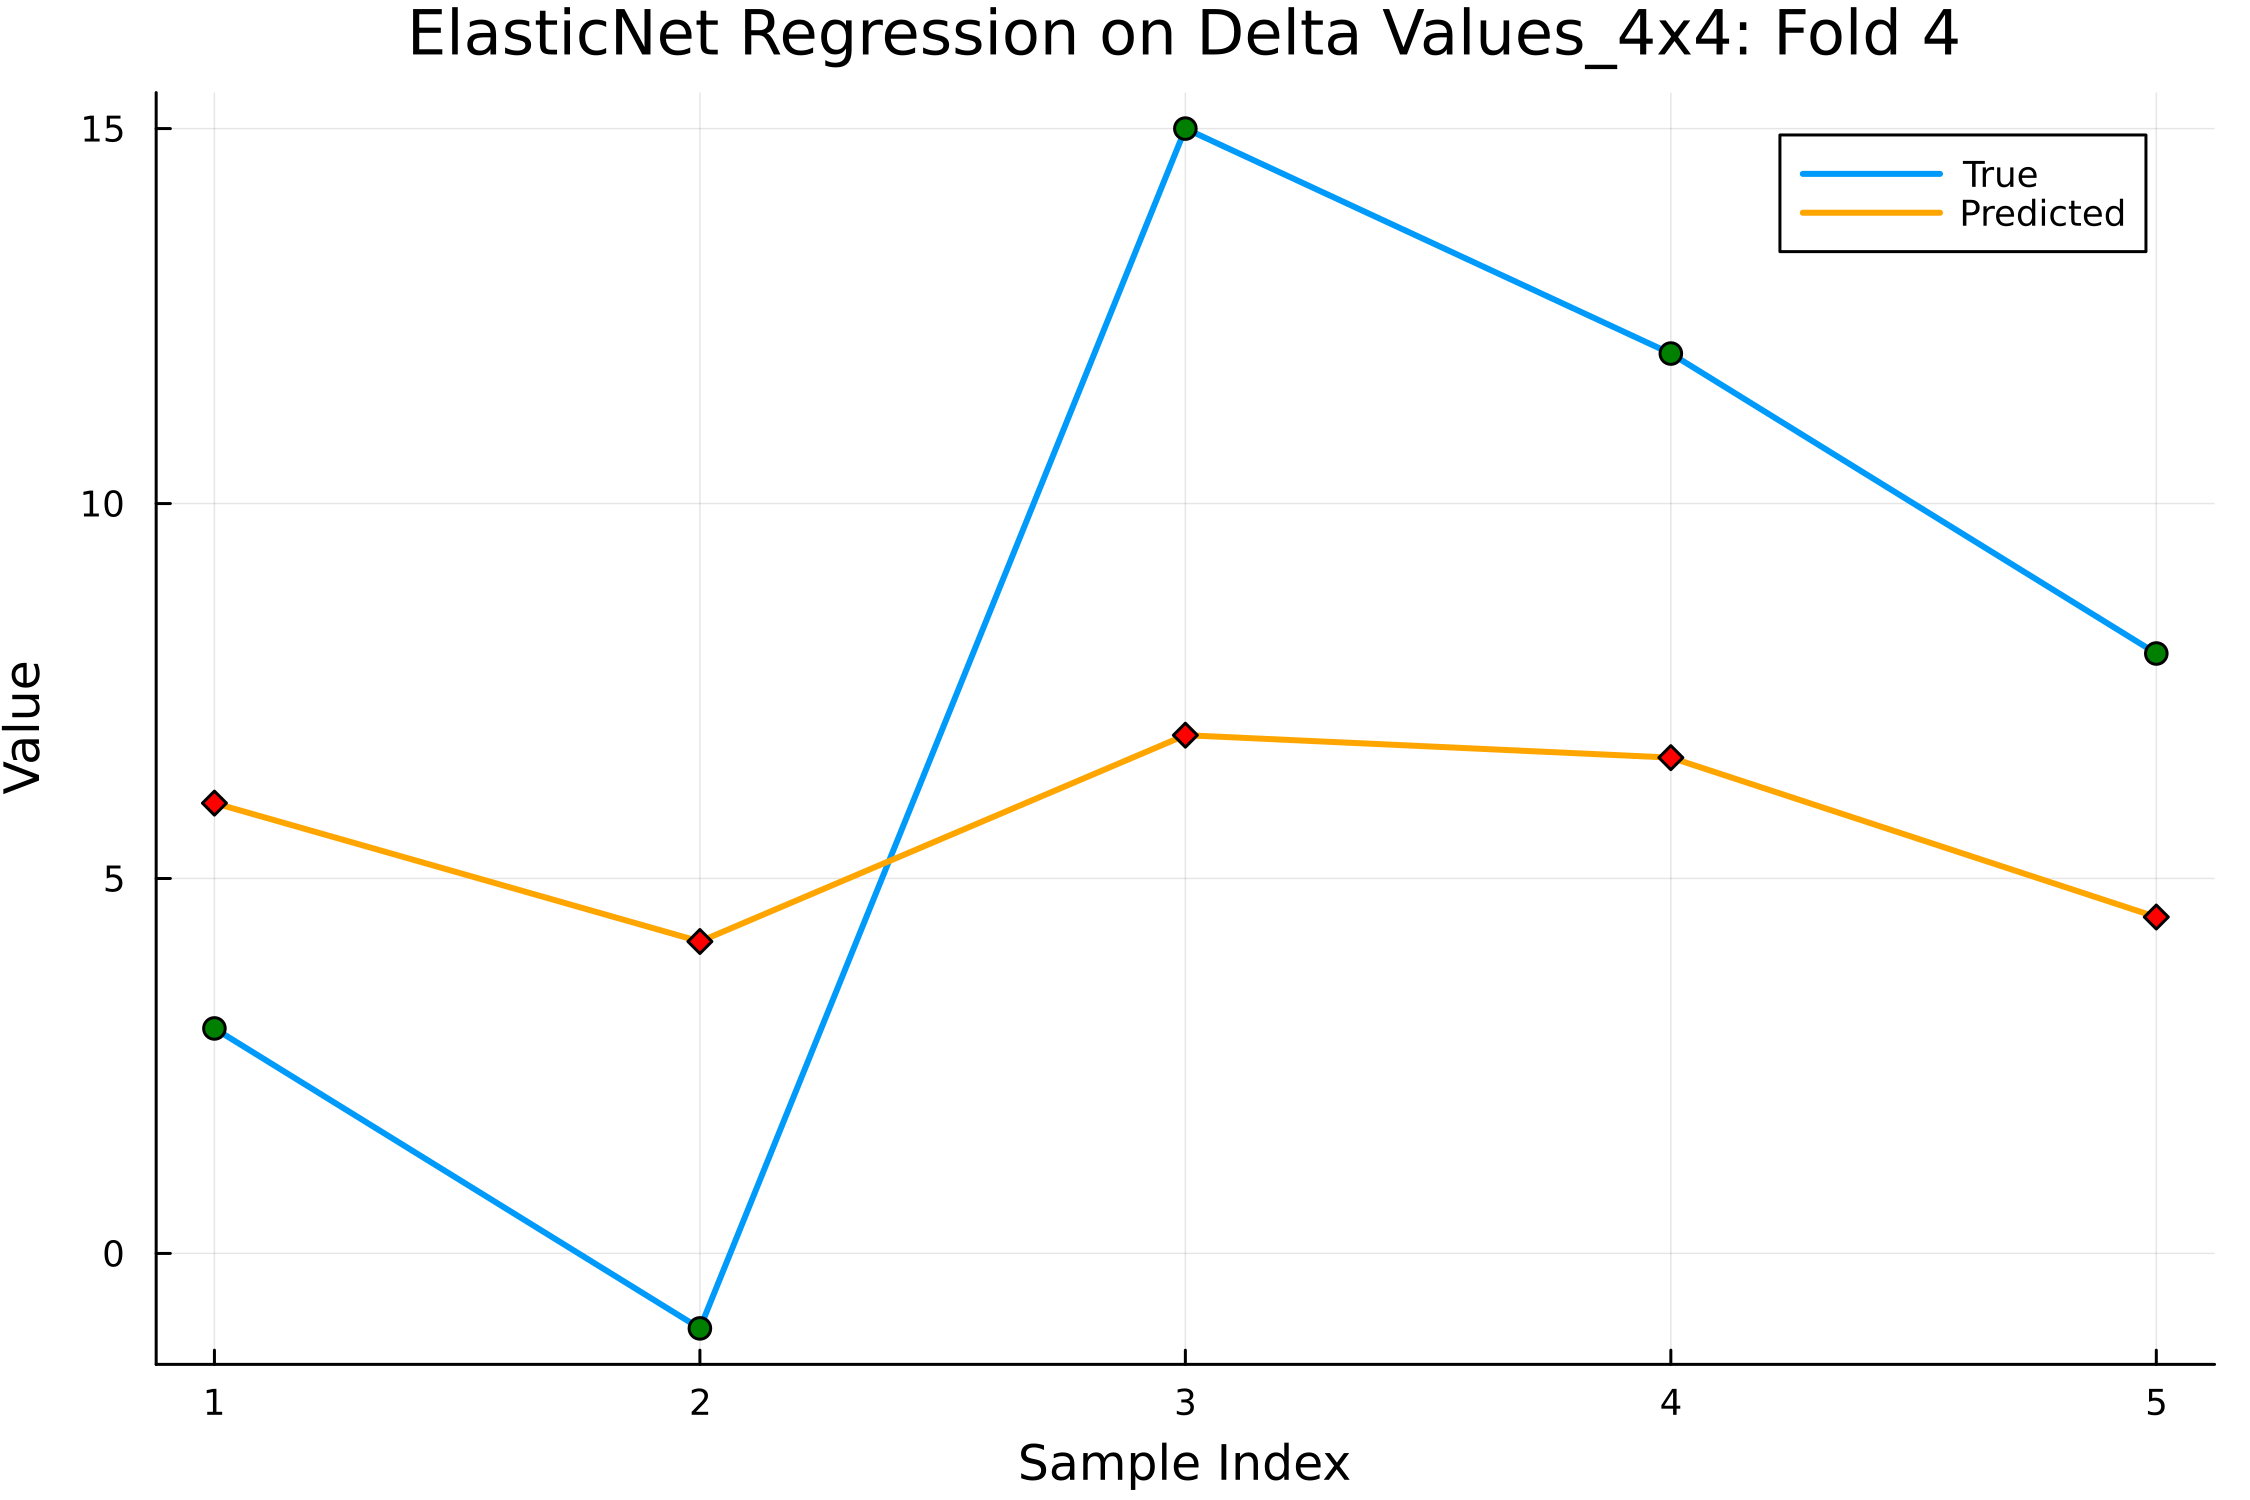 ElasticNet Regression on Delta Values_4x4: Fold 4
15
True
Predicted
10
Value
5
0
1 2 3 4 5
Sample Index